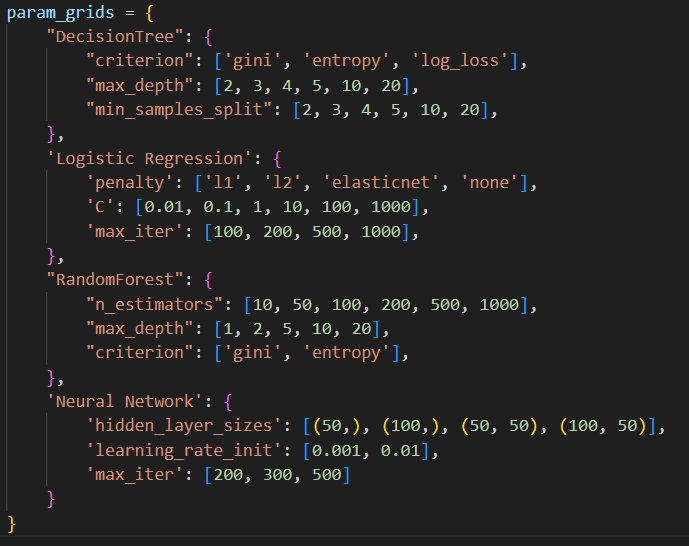 param_grids = {
    "DecisionTree": {
        "criterion": ['gini', 'entropy', 'log_loss'],
        "max_depth": [2, 3, 4, 5, 10, 20],
        "min_samples_split": [2, 3, 4, 5, 10, 20],
    },
    'Logistic Regression': {
        'penalty': ['l1', 'l2', 'elasticnet', 'none'],
        'C': [0.01, 0.1, 1, 10, 100, 1000],
        'max_iter': [100, 200, 500, 1000],
    },
    "RandomForest": {
        "n_estimators": [10, 50, 100, 200, 500, 1000],
        "max_depth": [1, 2, 5, 10, 20],
        "criterion": ['gini', 'entropy'],
    },
    'Neural Network': {
        'hidden_layer_sizes': [(50,), (100,), (50, 50), (100, 50)],
        'learning_rate_init': [0.001, 0.01],
        'max_iter': [200, 300, 500]
    }
}